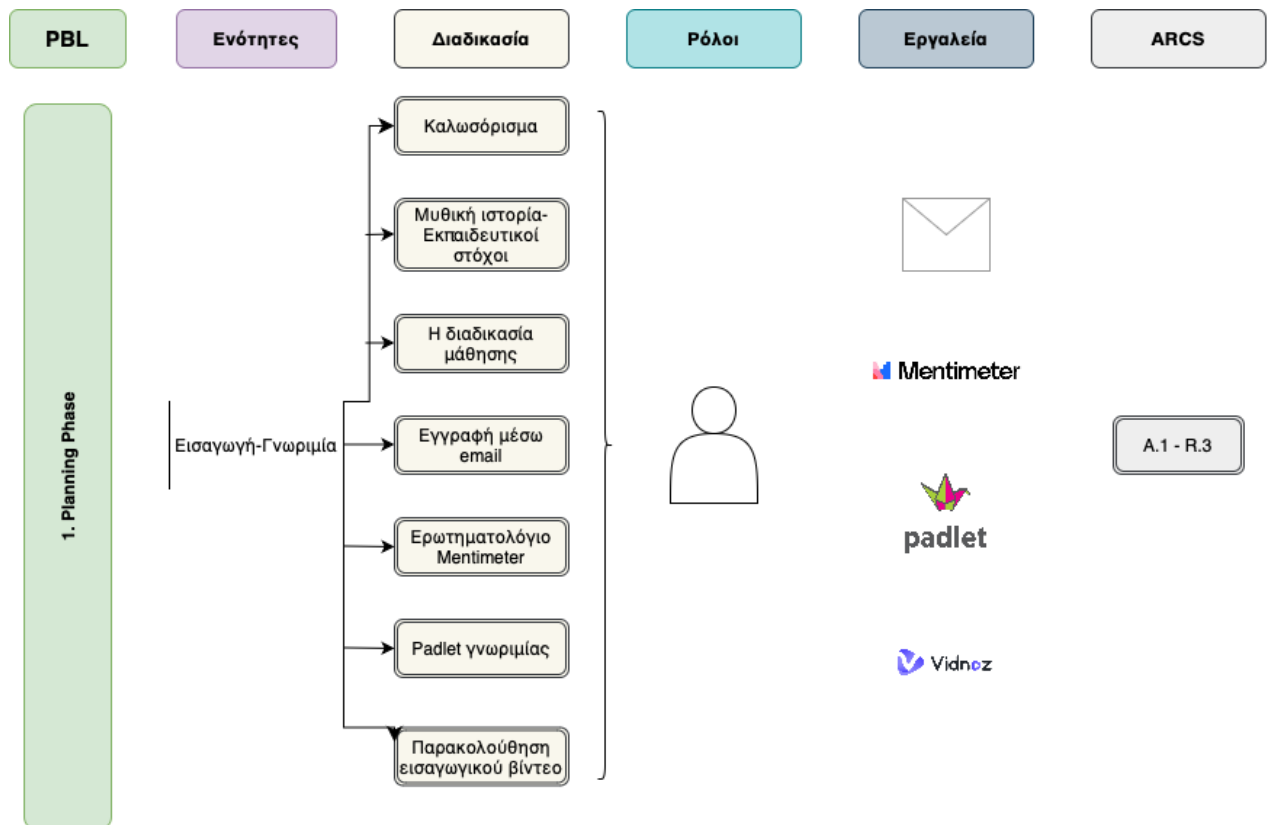 PBL
Ενότητες
Διαδικασία
Ρόλοι
Εργαλεία
ARCS
1. Planning Phase
Εισαγωγή-Γνωριμία
Καλωσόρισμα
Μυθική ιστορία-
Εκπαιδευτικοί
στόχοι
Η διαδικασία
μάθησης
Εγγραφή μέσω
email
Ερωτηματολόγιο
Mentimeter
Padlet γνωριμίας
Παρακολούθηση
εισαγωγικού βίντεο
Mentimeter
padlet
Vidnoz
A.1 - R.3